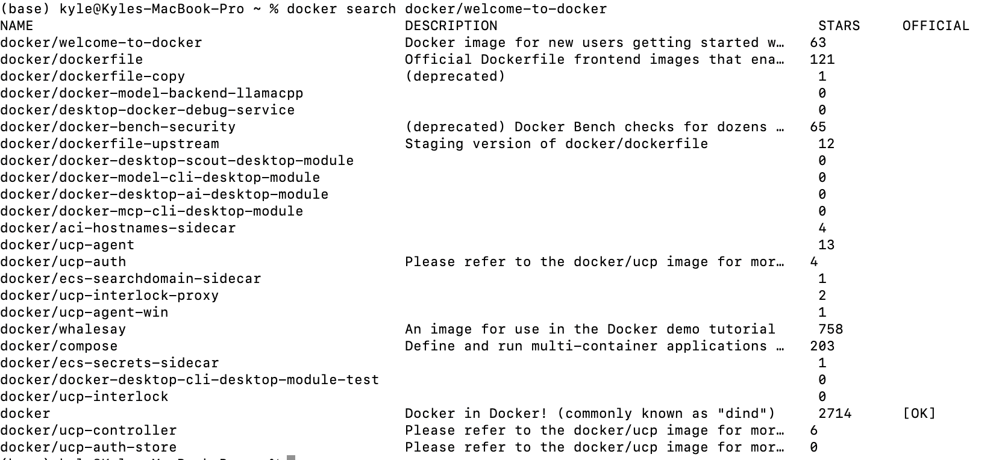 (base) kyle@Kyles-MacBook-Pro ~ % docker search docker/welcome-to-docker
NAME DESCRIPTION STARS OFFICIAL
docker/welcome-to-docker Docker image for new users getting started w… 63
docker/dockerfile Official Dockerfile frontend images that ena… 121
docker/dockerfile-copy (deprecated) 1
docker/docker-model-backend-llamacpp 0
docker/desktop-docker-debug-service 0
docker/docker-bench-security (deprecated) Docker Bench checks for dozens … 65
docker/dockerfile-upstream Staging version of docker/dockerfile 12
docker/docker-desktop-scout-desktop-module 0
docker/docker-model-cli-desktop-module 0
docker/docker-desktop-ai-desktop-module 0
docker/docker-mcp-cli-desktop-module 0
docker/aci-hostnames-sidecar 4
docker/ucp-agent 13
docker/ucp-auth Please refer to the docker/ucp image for mor… 4
docker/ecs-searchdomain-sidecar 1
docker/ucp-interlock-proxy 2
docker/ucp-agent-win 1
docker/whalesay An image for use in the Docker demo tutorial 758
docker/compose Define and run multi-container applications … 203
docker/ecs-secrets-sidecar 1
docker/docker-desktop-cli-desktop-module-test 0
docker/ucp-interlock 0
docker Docker in Docker! (commonly known as "dind") 2714 [OK]
docker/ucp-controller Please refer to the docker/ucp image for mor… 6
docker/ucp-auth-store Please refer to the docker/ucp image for mor… 0